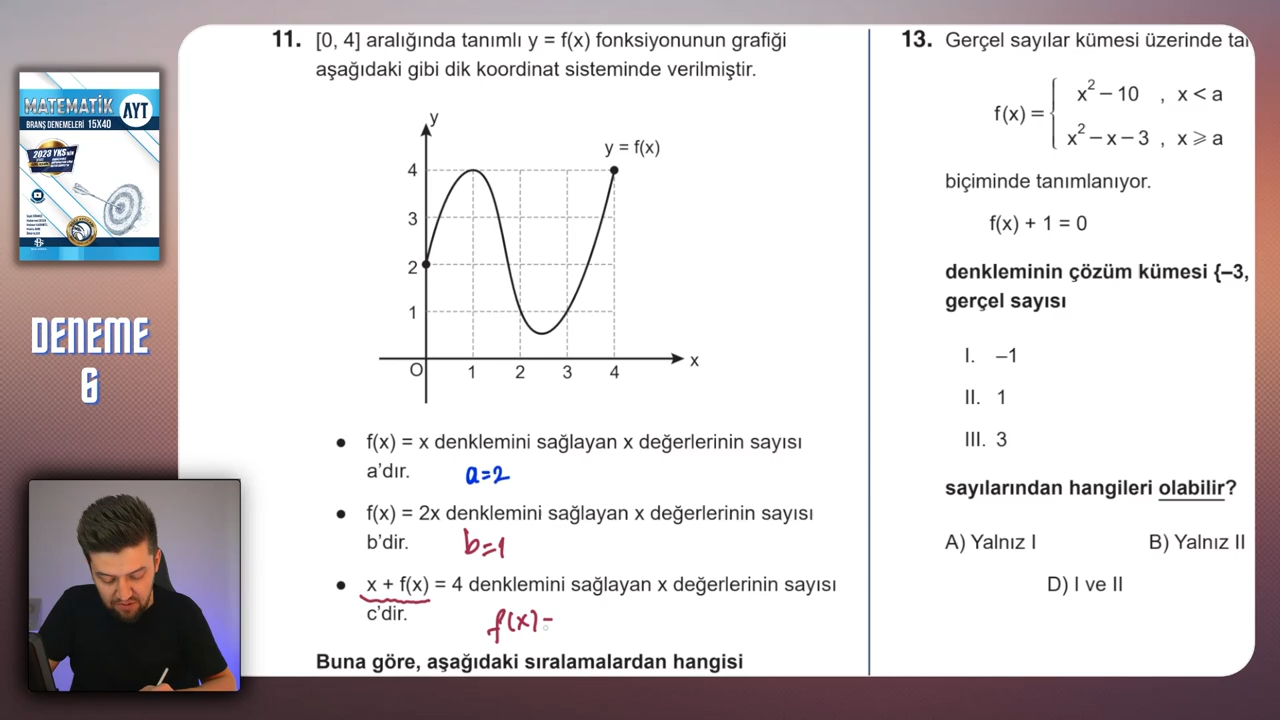 MATEMATİK AYT
BRANŞ DENEMELERİ 15X40
2023 YKS'NİN
DENEME
6
11. [0, 4] aralığında tanımlı y = f(x) fonksiyonunun grafiği
aşağıdaki gibi dik koordinat sisteminde verilmiştir.
y
y = f(x)
4
3
2
1
O 1 2 3 4 x
● f(x) = x denklemini sağlayan x değerlerinin sayısı
a'dır. a=2
● f(x) = 2x denklemini sağlayan x değerlerinin sayısı
b'dir. b=1
● x + f(x) = 4 denklemini sağlayan x değerlerinin sayısı
c'dir. f(x)=
Buna göre, aşağıdaki sıralamalardan hangisi
13. Gerçel sayılar kümesi üzerinde
f(x) = { x² – 10 , x < a
x² – x – 3 , x ⩾ a
biçiminde tanımlanıyor.
f(x) + 1 = 0
denkleminin çözüm kümesi {–3,
gerçel sayısı
I. –1
II. 1
III. 3
sayılarından hangileri olabilir?
A) Yalnız I B) Yalnız II
D) I ve II